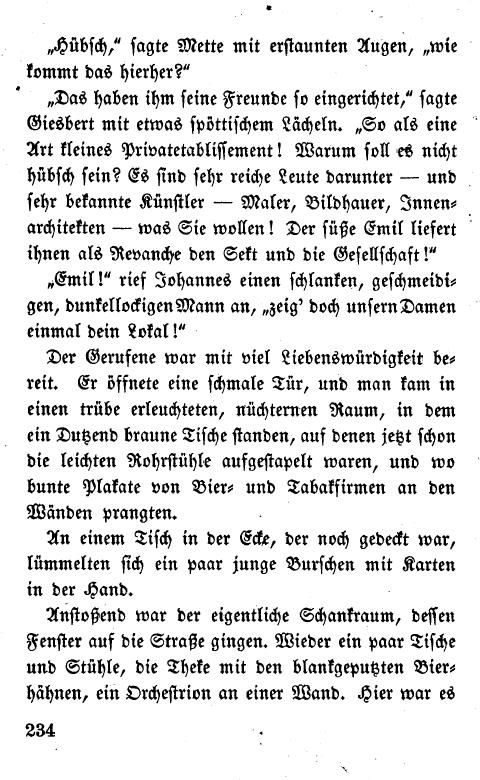 „Hübsch,“ sagte Mette mit erstaunten Augen, „wie
kommt das hierher?“
„Das haben ihm seine Freunde so eingerichtet,“ sagte
Giesbert mit etwas spöttischem Lächeln. „So als eine
Art kleines Privatetablissement! Warum soll es nicht
hübsch sein? Es sind sehr reiche Leute darunter — und
sehr bekannte Künstler — Maler, Bildhauer, Innen-
architekten — was Sie wollen! Der süße Emil liefert
ihnen als Revanche den Sekt und die Gesellschaft!“
„Emil!“ rief Johannes einen schlanken, geschmeidi-
gen, dunkellockigen Mann an, „zeig’ doch unsern Damen
einmal dein Lokal!“
Der Gerufene war mit viel Liebenswürdigkeit be-
reit. Er öffnete eine schmale Tür, und man kam in
einen trübe erleuchteten, nüchternen Raum, in dem
ein Dutzend braune Tische standen, auf denen jetzt schon
die leichten Rohrstühle aufgestapelt waren, und wo
bunte Plakate von Bier- und Tabakfirmen an den
Wänden prangten.
An einem Tisch in der Ecke, der noch gedeckt war,
lümmelten sich ein paar junge Burschen mit Karten
in der Hand.
Anstoßend war der eigentliche Schankraum, dessen
Fenster auf die Straße gingen. Wieder ein paar Tische
und Stühle, die Theke mit den blankgeputzten Bier-
hähnen, ein Orchestrion an einer Wand. Hier war es
234